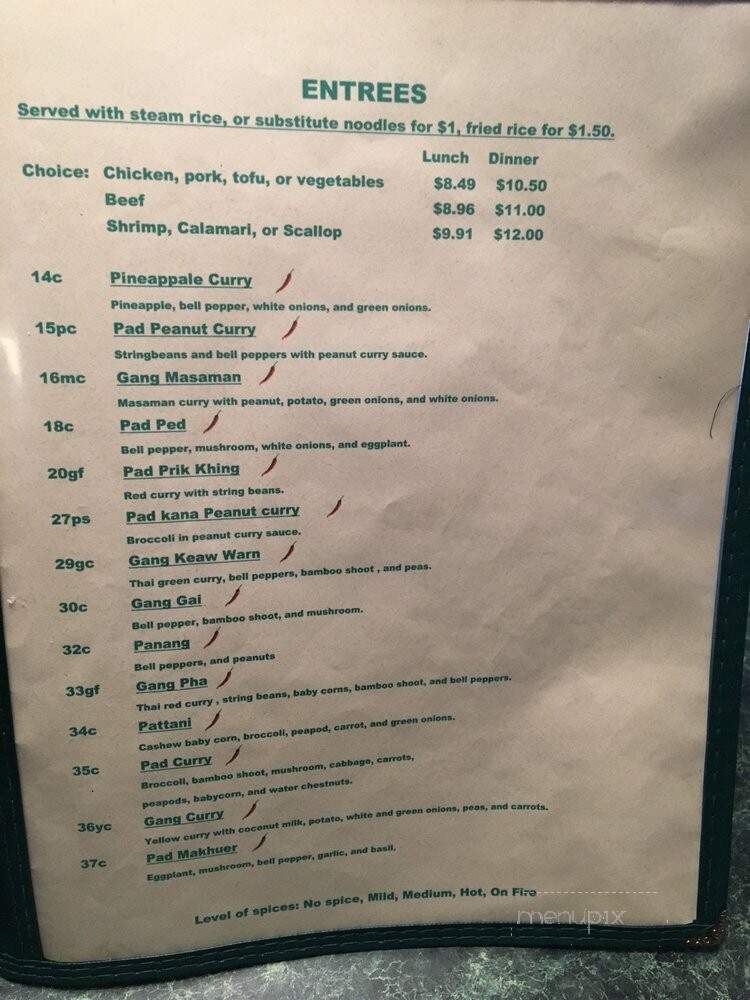 ENTREES
Served with steam rice, or substitute noodles for $1, fried rice for $1.50.
Lunch Dinner
Choice: Chicken, pork, tofu, or vegetables $8.49 $10.50
Beef $8.96 $11.00
Shrimp, Calamari, or Scallop $9.91 $12.00
14c Pineappale Curry
Pineapple, bell pepper, white onions, and green onions.
15pc Pad Peanut Curry
Stringbeans and bell peppers with peanut curry sauce.
16mc Gang Masaman
Masaman curry with peanut, potato, green onions, and white onions.
18c Pad Ped
Bell pepper, mushroom, white onions, and eggplant.
20gf Pad Prik Khing
Red curry with string beans.
27ps Pad kana Peanut curry
Broccoli in peanut curry sauce.
29gc Gang Keaw Warn
Thai green curry, bell peppers, bamboo shoot , and peas.
30c Gang Gai
Bell pepper, bamboo shoot, and mushroom.
32c Panang
Bell peppers, and peanuts
33gf Gang Pha
Thai red curry , string beans, baby corns, bamboo shoot, and bell peppers.
34c Pattani
Cashew baby corn, broccoli, peapod, carrot, and green onions.
35c Pad Curry
Broccoli, bamboo shoot, mushroom, cabbage, carrots,
peapods, babycorn, and water chestnuts.
36yc Gang Curry
Yellow curry with coconut milk, potato, white and green onions, peas, and carrots.
37c Pad Makhuer
Eggplant, mushroom, bell pepper, garlic, and basil.
Level of spices: No spice, Mild, Medium, Hot, On Fire
menupix